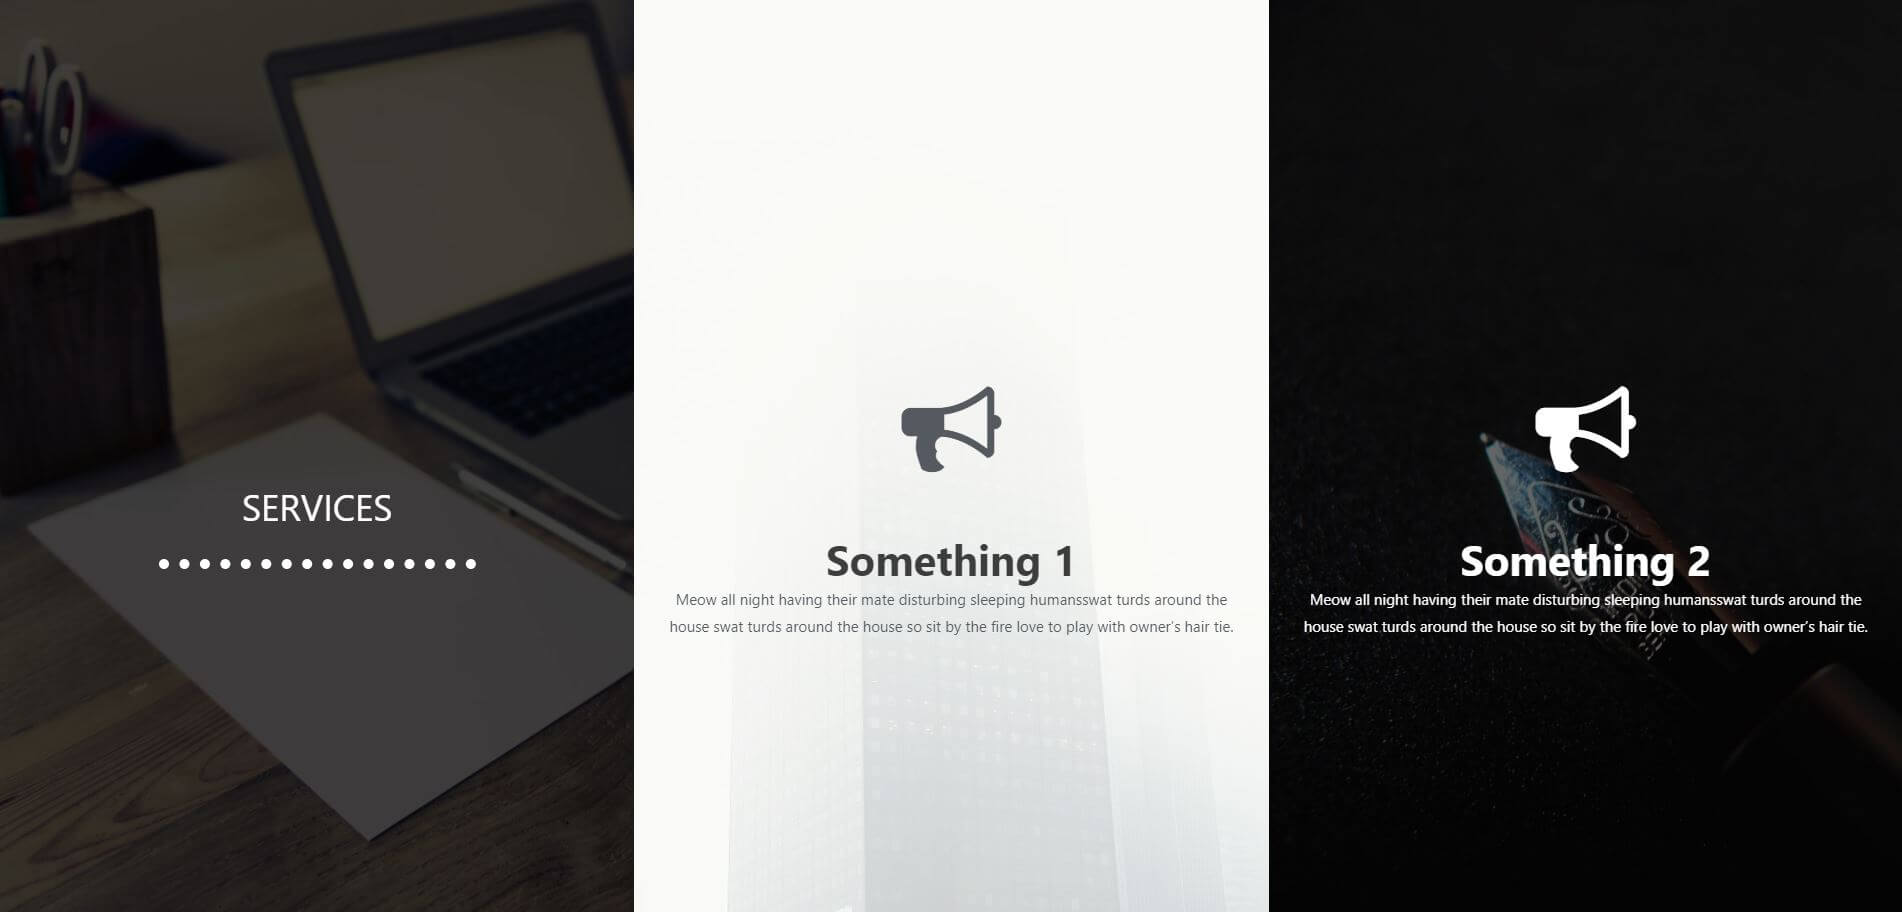 SERVICES
Something 1
Meow all night having their mate disturbing sleeping humansswat turds around the
house swat turds around the house so sit by the fire love to play with owner's hair tie.
Something 2
Meow all night having their mate disturbing sleeping humansswat turds around the
house swat turds around the house so sit by the fire love to play with owner's hair tie.